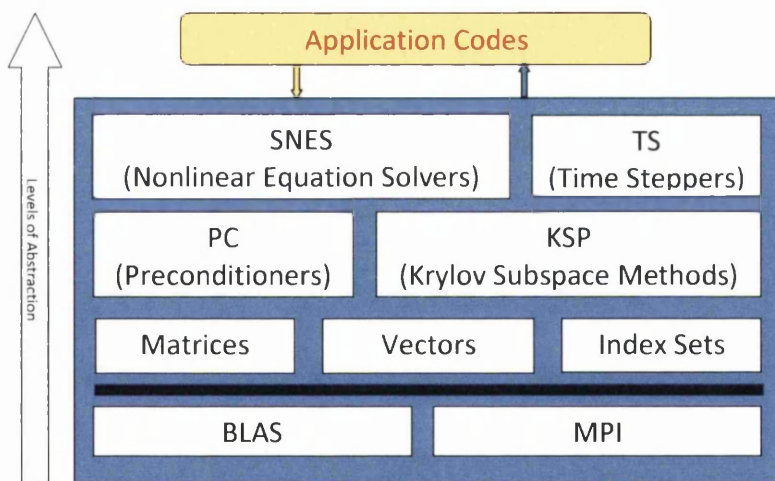 Application Codes
Levels of Abstraction
SNES
(Nonlinear Equation Solvers)
TS
(Time Steppers)
PC
(Preconditioners)
KSP
(Krylov Subspace Methods)
Matrices
Vectors
Index Sets
BLAS
MPI